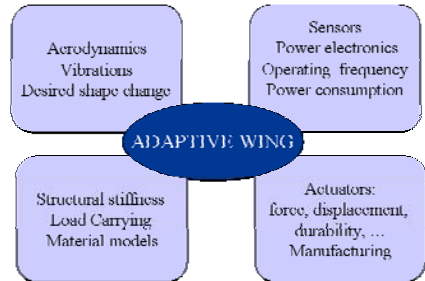 Aerodynamics
Vibrations
Desired shape change
Sensors
Power electronics
Operating frequency
Power consumption
ADAPTIVE WING
Structural stiffness
Load Carrying
Material models
Actuators:
force, displacement,
durability, ...
Manufacturing